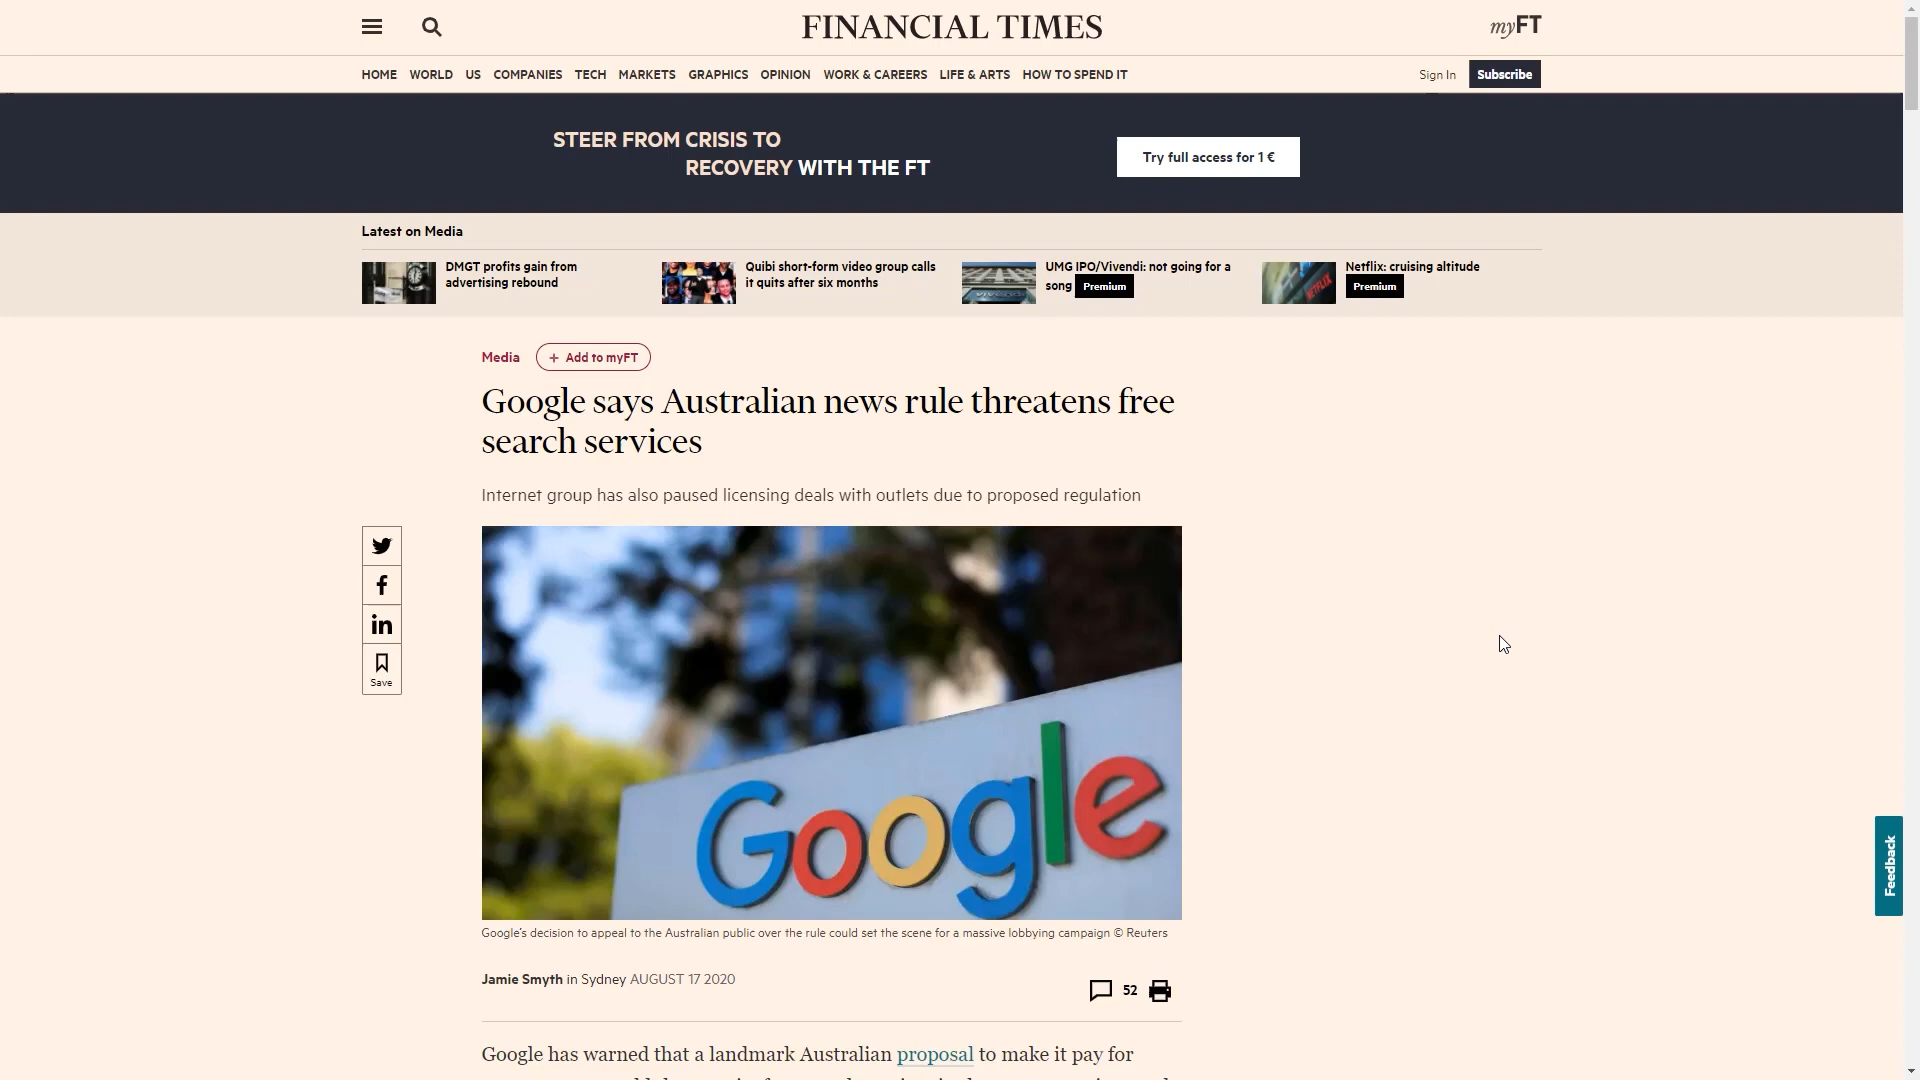 FINANCIAL TIMES
myFT
HOME WORLD US COMPANIES TECH MARKETS GRAPHICS OPINION WORK & CAREERS LIFE & ARTS HOW TO SPEND IT
Sign In Subscribe
STEER FROM CRISIS TO
RECOVERY WITH THE FT
Try full access for 1 €
Latest on Media
DMGT profits gain from
advertising rebound
Quibi short-form video group calls
it quits after six months
UMG IPO/Vivendi: not going for a
song Premium
Netflix: cruising altitude
Premium
NETFLIX
Media + Add to myFT
Google says Australian news rule threatens free
search services
Internet group has also paused licensing deals with outlets due to proposed regulation
Save
Google
Feedback
Google's decision to appeal to the Australian public over the rule could set the scene for a massive lobbying campaign © Reuters
Jamie Smyth in Sydney AUGUST 17 2020
52
Google has warned that a landmark Australian proposal to make it pay for